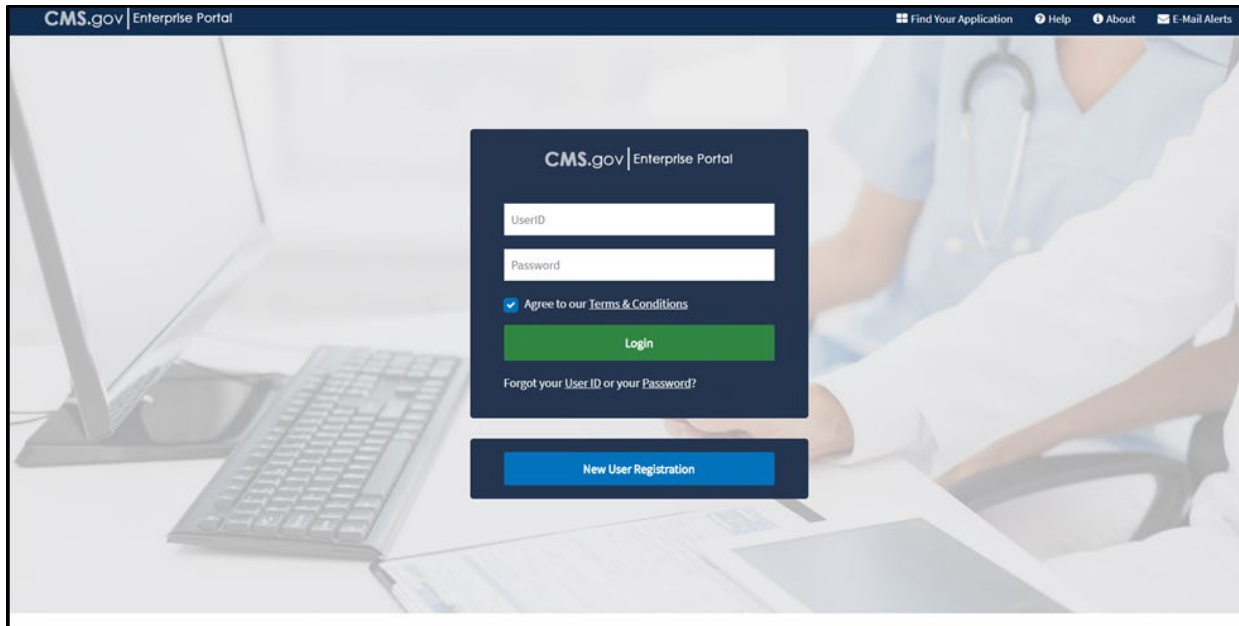 CMS.gov | Enterprise Portal
Find Your Application Help About E-Mail Alerts
CMS.gov | Enterprise Portal
UserID
Password
Agree to our Terms & Conditions
Login
Forgot your User ID or your Password?
New User Registration